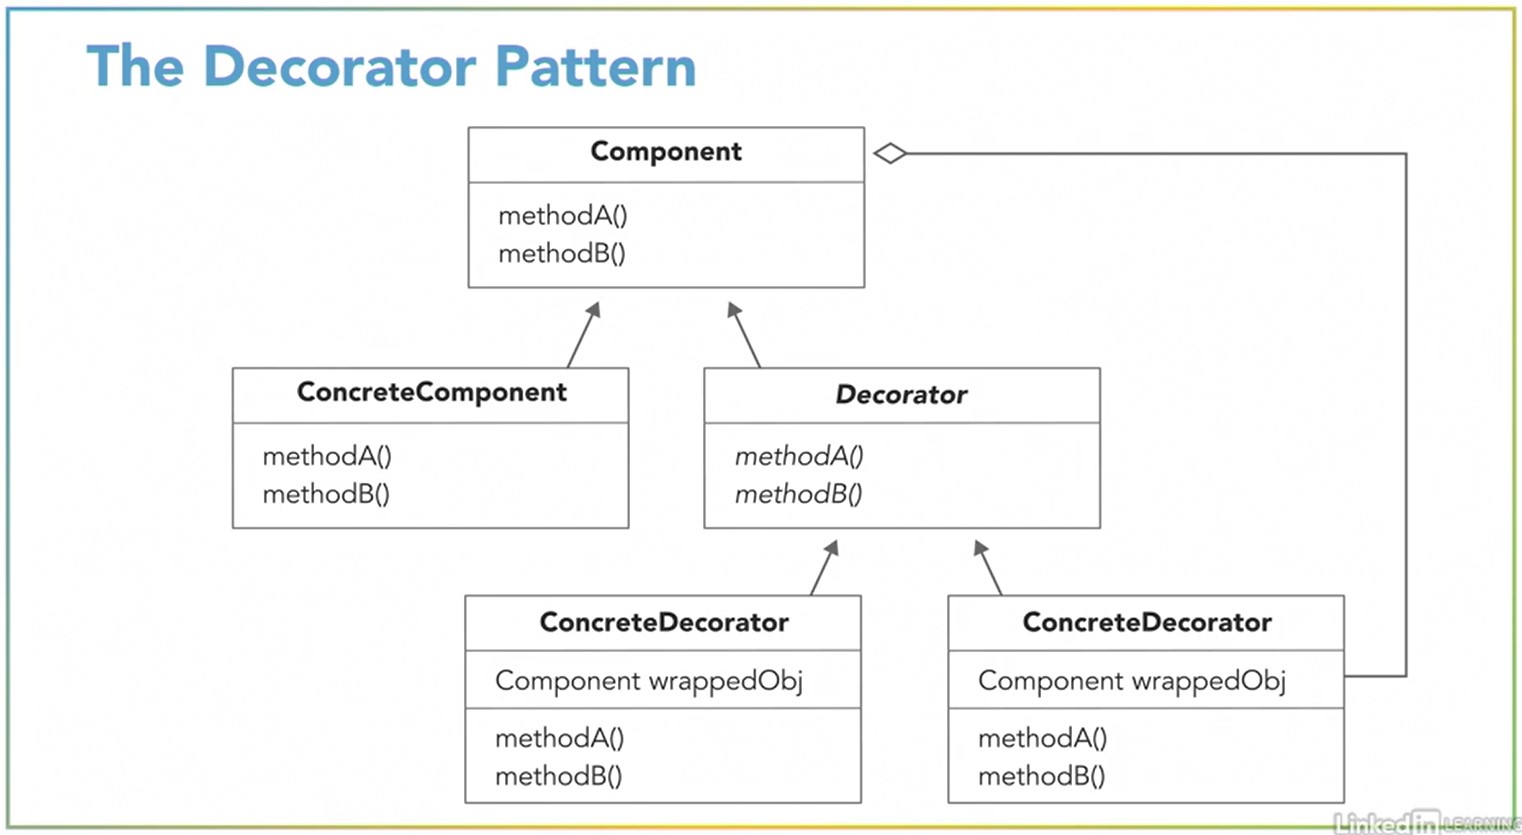 The Decorator Pattern
Component
methodA()
methodB()
ConcreteComponent
methodA()
methodB()
Decorator
methodA()
methodB()
ConcreteDecorator
Component wrappedObj
methodA()
methodB()
ConcreteDecorator
Component wrappedObj
methodA()
methodB()
LinkedIn LEARNING